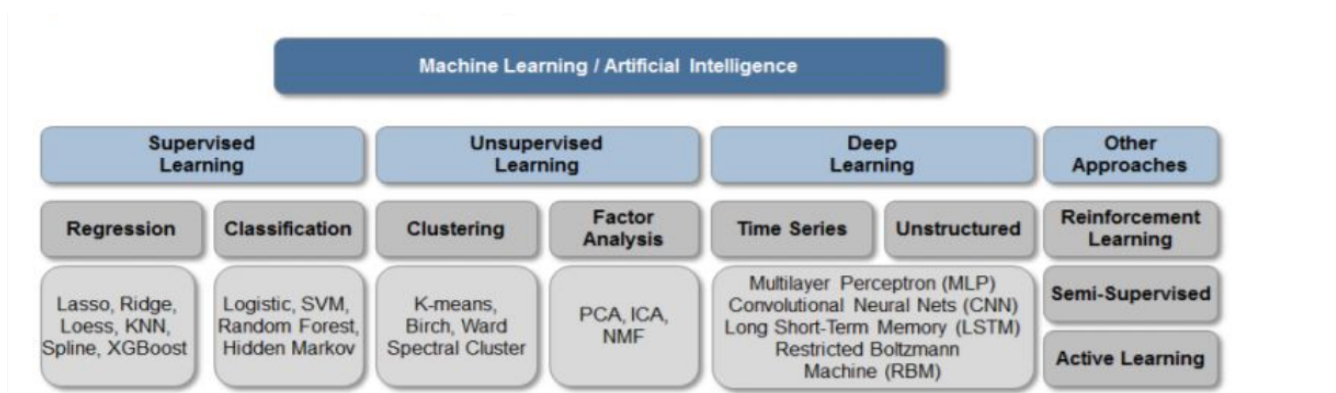 Machine Learning / Artificial Intelligence
Supervised
Learning
Unsupervised
Learning
Deep
Learning
Other
Approaches
Regression
Classification
Clustering
Factor
Analysis
Time Series
Unstructured
Reinforcement
Learning
Lasso, Ridge,
Loess, KNN,
Spline, XGBoost
Logistic, SVM,
Random Forest,
Hidden Markov
K-means,
Birch, Ward
Spectral Cluster
PCA, ICA,
NMF
Multilayer Perceptron (MLP)
Convolutional Neural Nets (CNN)
Long Short-Term Memory (LSTM)
Restricted Boltzmann
Machine (RBM)
Semi-Supervised
Active Learning